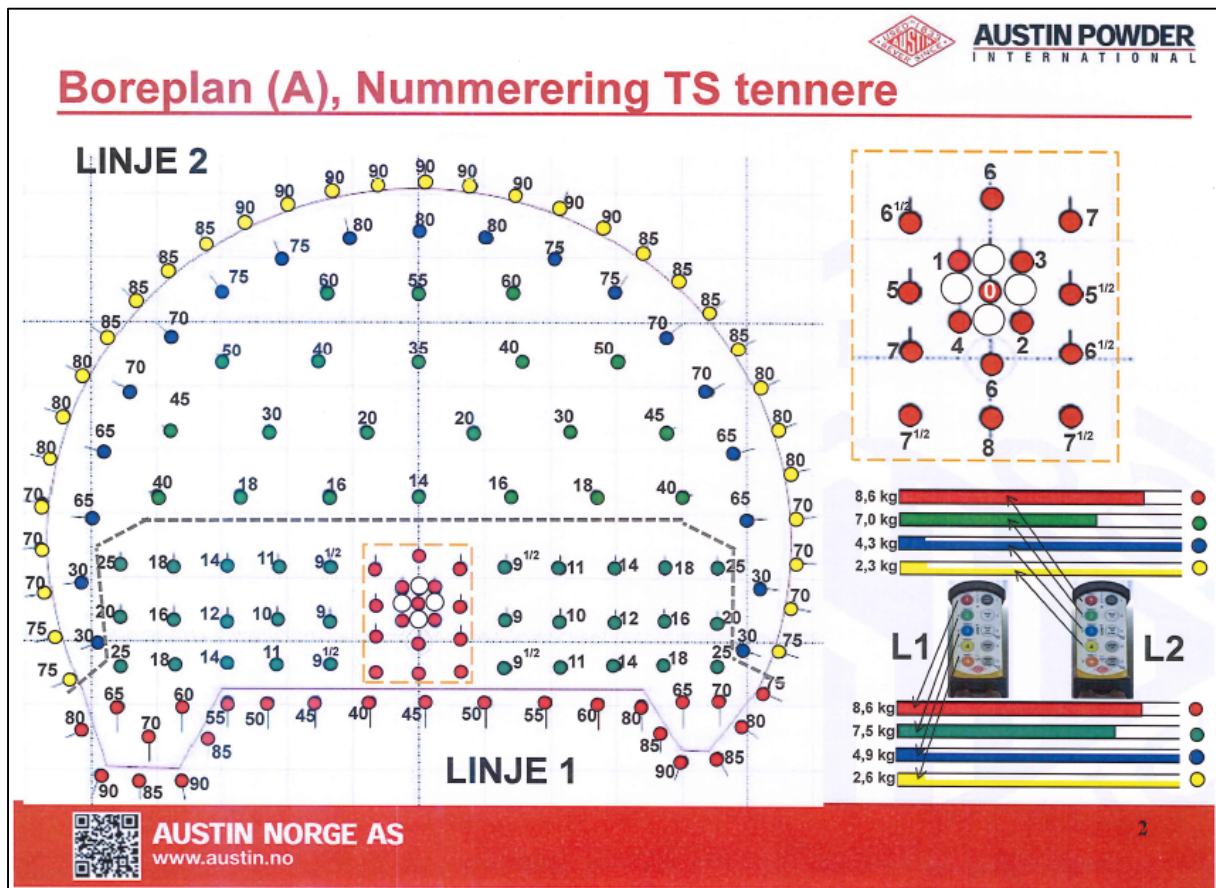 USED SINCE 1833
AUSTIN
AUSTIN POWDER
INTERNATIONAL
Boreplan (A), Nummerering TS tennere
LINJE 2
90 90 90 90 90
90 90
90 90
85 85
85 85
85 85
85 85
80 80 80 80
75 75
75 75
60 55 60
70 70
50 40 35 40 50
80 80
70 70
45 30 20 20 30 45
80 80
80 80
65 65
40 18 16 14 16 18 40
70 70
65 65
70 70
25 18 14 11 9 1/2 9 1/2 11 14 18 25
70 70
30 30
20 16 12 10 9 9 10 12 16 20
75 75
30 30
25 18 14 11 9 1/2 9 1/2 11 14 18 25
75 75
65 60 55 50 45 40 45 50 55 60 80 65 70
80 70 85 85 80
90 85 90 90 85
LINJE 1
6
6 1/2 7
1 3
5 0 5 1/2
4 2
7 6 1/2
6
7 1/2 8 7 1/2
8,6 kg
7,0 kg
4,3 kg
2,3 kg
L1 L2
8,6 kg
7,5 kg
4,9 kg
2,6 kg
AUSTIN NORGE AS
www.austin.no
2